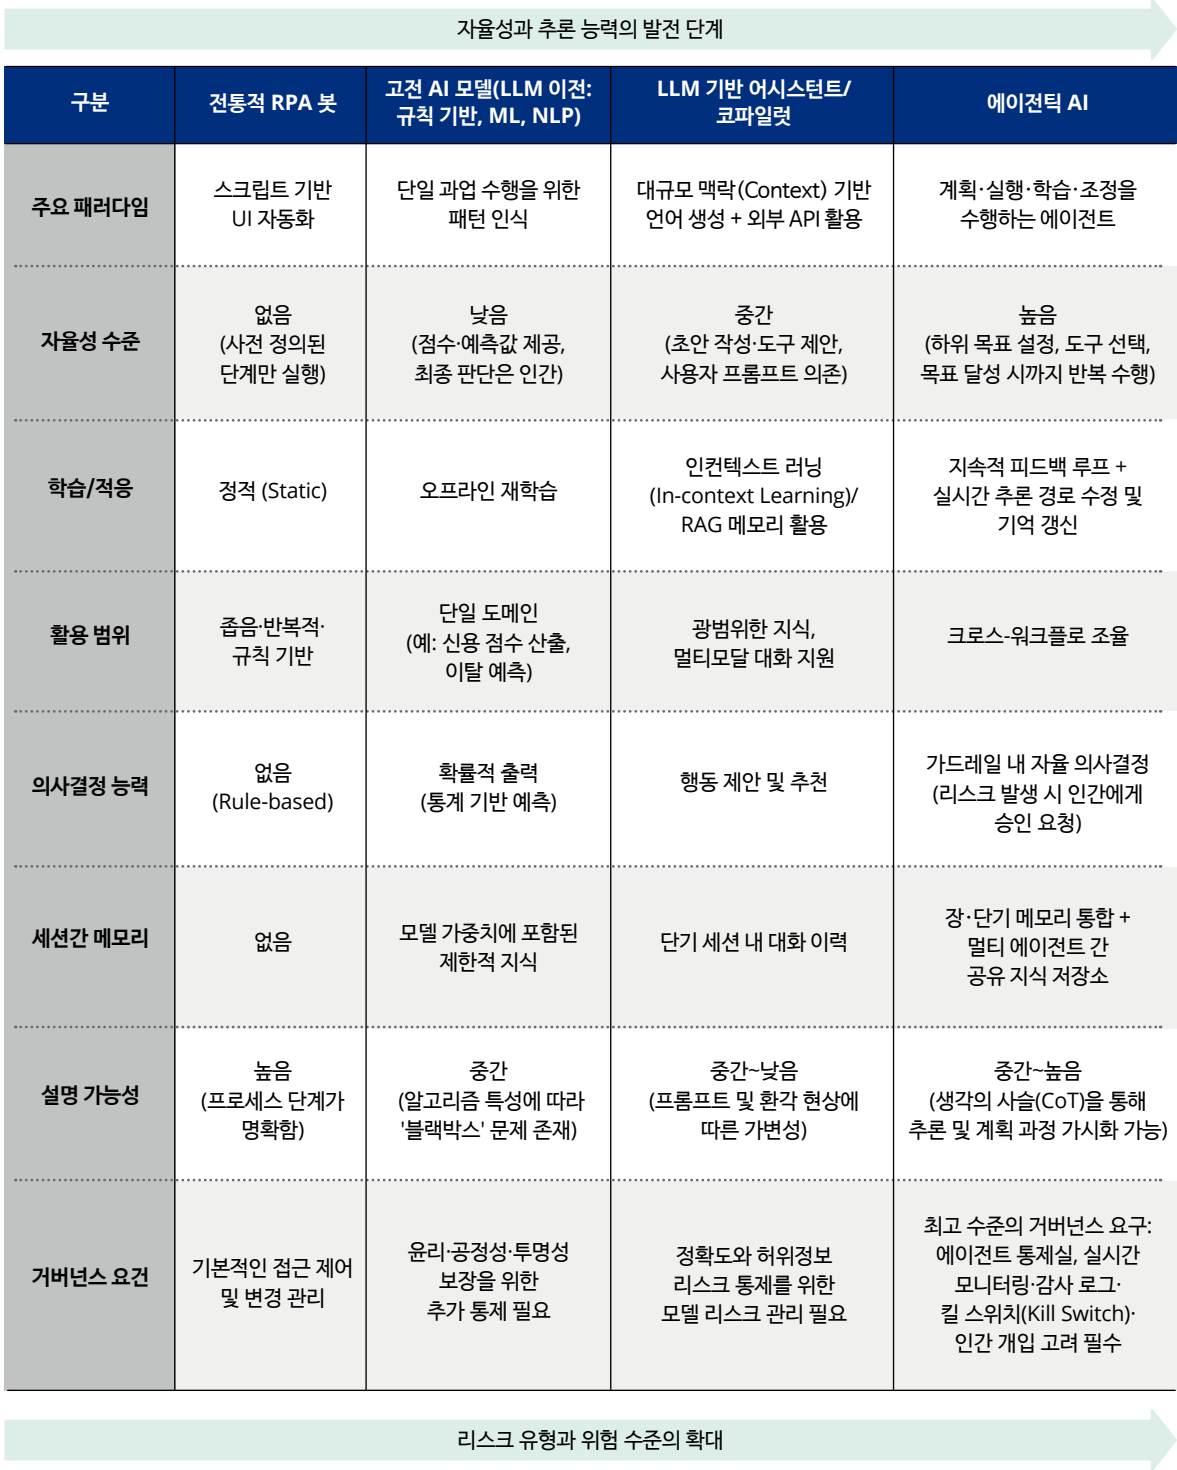 자율성과 추론 능력의 발전 단계
구분
전통적 RPA 봇
고전 AI 모델(LLM 이전:
규칙 기반, ML, NLP)
LLM 기반 어시스턴트/
코파일럿
에이전틱 AI
주요 패러다임
스크립트 기반
UI 자동화
단일 과업 수행을 위한
패턴 인식
대규모 맥락(Context) 기반
언어 생성 + 외부 API 활용
계획·실행·학습·조정을
수행하는 에이전트
자율성 수준
없음
(사전 정의된
단계만 실행)
낮음
(점수·예측값 제공,
최종 판단은 인간)
중간
(초안 작성·도구 제안,
사용자 프롬프트 의존)
높음
(하위 목표 설정, 도구 선택,
목표 달성 시까지 반복 수행)
학습/적응
정적 (Static)
오프라인 재학습
인컨텍스트 러닝
(In-context Learning)/
RAG 메모리 활용
지속적 피드백 루프 +
실시간 추론 경로 수정 및
기억 갱신
활용 범위
좁음·반복적·
규칙 기반
단일 도메인
(예: 신용 점수 산출,
이탈 예측)
광범위한 지식,
멀티모달 대화 지원
크로스-워크플로 조율
의사결정 능력
없음
(Rule-based)
확률적 출력
(통계 기반 예측)
행동 제안 및 추천
가드레일 내 자율 의사결정
(리스크 발생 시 인간에게
승인 요청)
세션간 메모리
없음
모델 가중치에 포함된
제한적 지식
단기 세션 내 대화 이력
장·단기 메모리 통합 +
멀티 에이전트 간
공유 지식 저장소
설명 가능성
높음
(프로세스 단계가
명확함)
중간
(알고리즘 특성에 따라
'블랙박스' 문제 존재)
중간~낮음
(프롬프트 및 환각 현상에
따른 가변성)
중간~높음
(생각의 사슬(CoT)을 통해
추론 및 계획 과정 가시화 가능)
거버넌스 요건
기본적인 접근 제어
및 변경 관리
윤리·공정성·투명성
보장을 위한
추가 통제 필요
정확도와 허위정보
리스크 통제를 위한
모델 리스크 관리 필요
최고 수준의 거버넌스 요구:
에이전트 통제실, 실시간
모니터링·감사 로그·
킬 스위치(Kill Switch)·
인간 개입 고려 필수
리스크 유형과 위험 수준의 확대